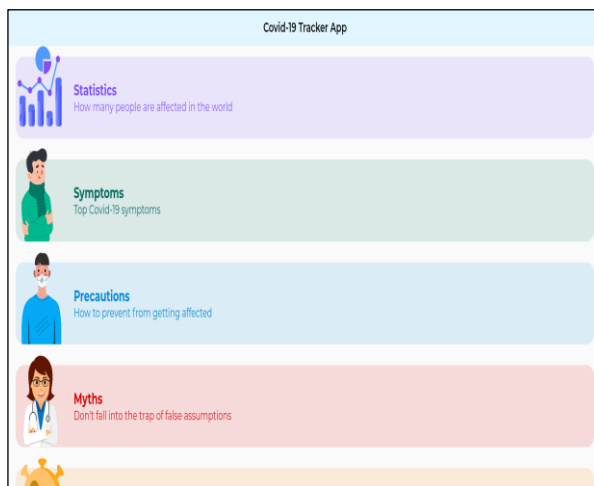 Covid-19 Tracker App
Statistics
How many people are affected in the world
Symptoms
Top Covid-19 symptoms
Precautions
How to prevent from getting affected
Myths
Don't fall into the trap of false assumptions